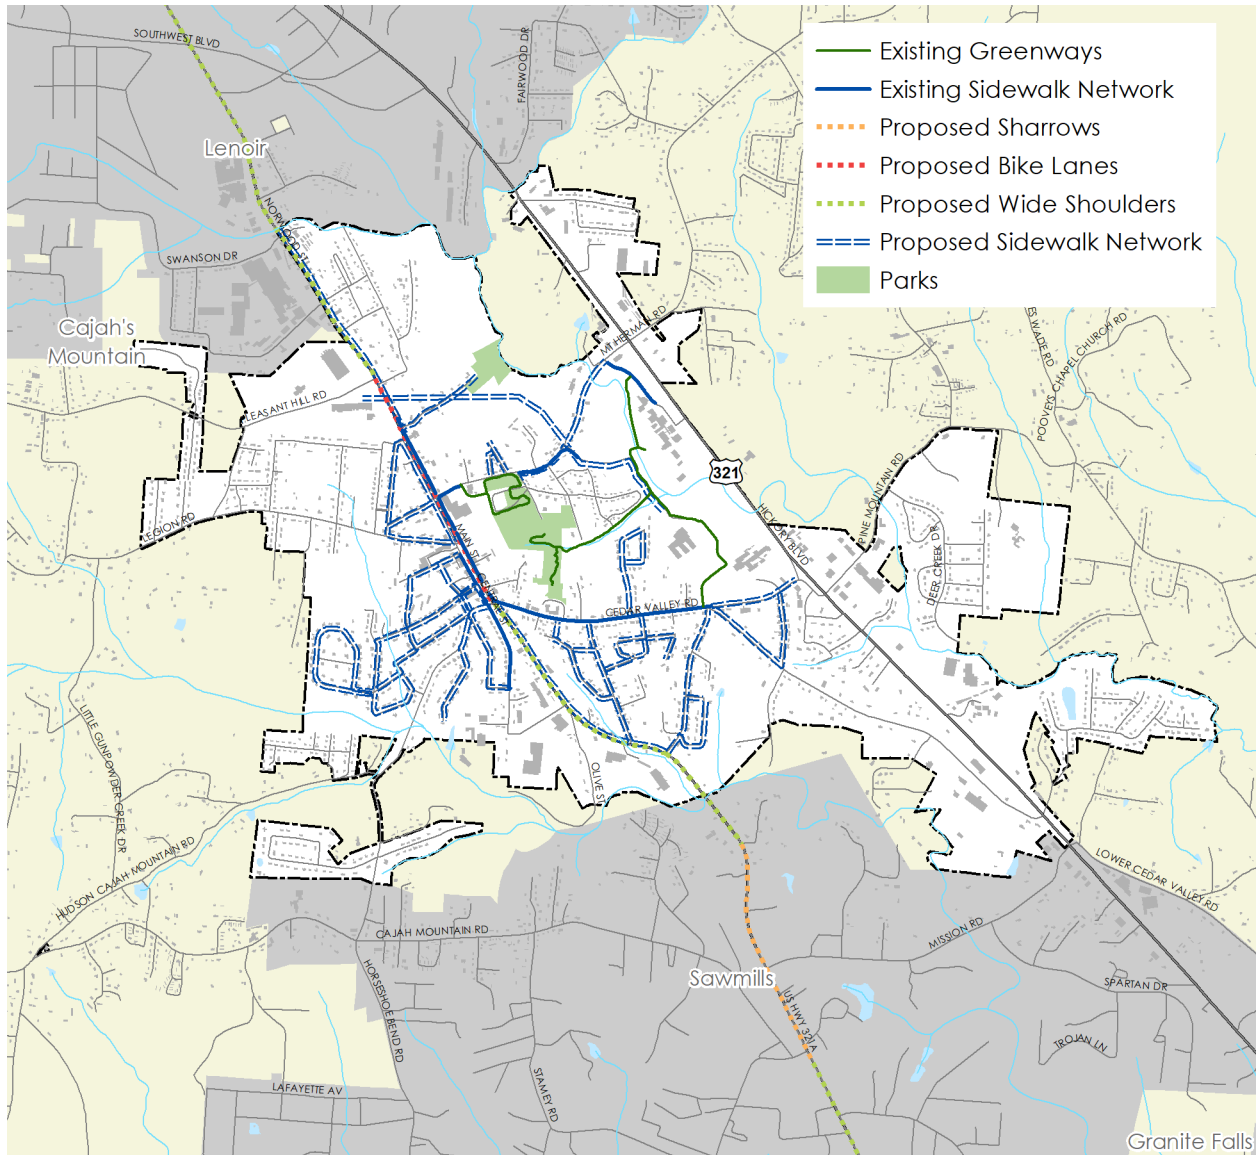 SOUTHWEST BLVD
FAIRWOOD DR
Existing Greenways
Existing Sidewalk Network
Proposed Sharrows
Proposed Bike Lanes
Proposed Wide Shoulders
Proposed Sidewalk Network
Parks
Lenoir
NORWOOD ST
SWANSON DR
Cajah's
Mountain
MT HERMAN RD
ES WADE RD
POOVEYS CHAPEL CHURCH RD
LEASANT HILL RD
321
PINE MOUNTAIN RD
HICKORY BLVD
LEGION RD
MAIN ST
DEER CREEK DR
CEDAR VALLEY RD
LITTLE GUNPOWDER CREEK DR
OLIVE ST
HUDSON CAJAH MOUNTAIN RD
LOWER CEDAR VALLEY RD
CAJAH MOUNTAIN RD
MISSION RD
HORSESHOE BEND RD
Sawmills
SPARTAN DR
US HWY 321A
TROJAN LN
STAMEY RD
LAFAYETTE AV
Granite Falls